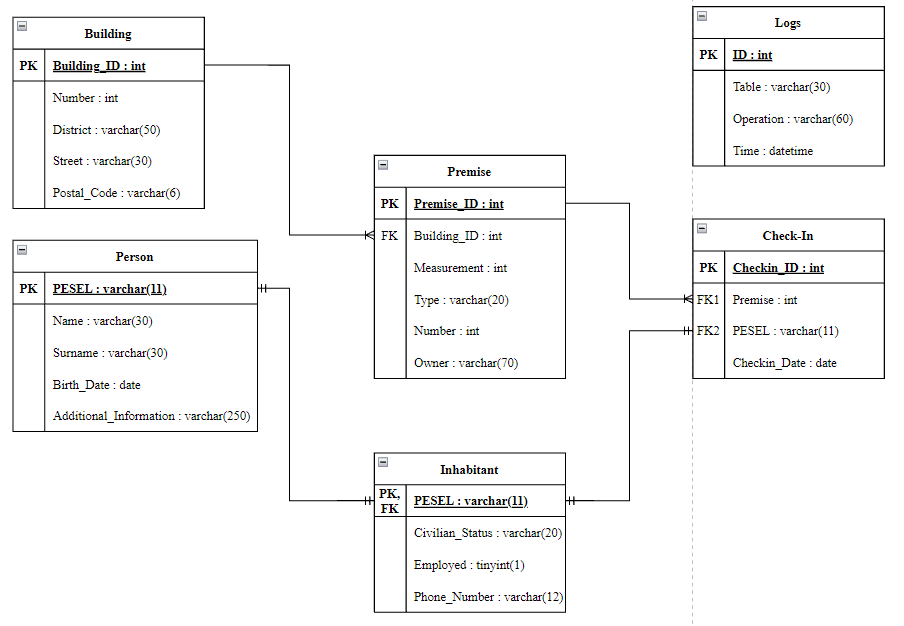 Building
PK Building_ID : int
Number : int
District : varchar(50)
Street : varchar(30)
Postal_Code : varchar(6)
Person
PK PESEL : varchar(11)
Name : varchar(30)
Surname : varchar(30)
Birth_Date : date
Additional_Information : varchar(250)
Premise
PK Premise_ID : int
FK Building_ID : int
Measurement : int
Type : varchar(20)
Number : int
Owner : varchar(70)
Inhabitant
PK, FK PESEL : varchar(11)
Civilian_Status : varchar(20)
Employed : tinyint(1)
Phone_Number : varchar(12)
Logs
PK ID : int
Table : varchar(30)
Operation : varchar(60)
Time : datetime
Check-In
PK Checkin_ID : int
FK1 Premise : int
FK2 PESEL : varchar(11)
Checkin_Date : date